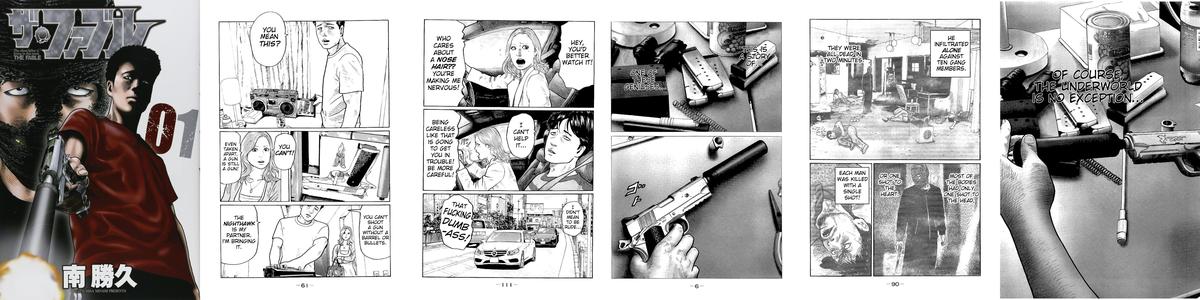 ザ・ファブル
THE FABLE
01
南 勝久
YOU
MEAN
THIS?
EVEN
TAKEN
APART,
A GUN
IS STILL
A GUN!
YOU
CAN'T!
THE
NIGHTHAWK
IS MY
PARTNER.
I'M BRINGING
IT.
YOU CAN'T
SHOOT
A GUN
WITHOUT A
BARREL OR
BULLETS.
-61-
HEY,
YOU'D
BETTER
WATCH IT!
WHO
CARES
ABOUT
A NOSE
HAIR??
YOU'RE
MAKING ME
NERVOUS!
I
CAN'T
HELP
IT...
BEING
CARELESS
LIKE THAT
IS GOING
TO GET
YOU IN
TROUBLE!
BE MORE
CAREFUL!
I DIDN'T
MEAN
TO BE
RUDE...
THAT
FUCKING
DUMB
-ASS!
-111-
A STORY
GENIUSES...
-6-
HE
INFILTRATED
ALONE
AGAINST
TEN GANG
MEMBERS.
THEY WERE
ALL DEAD IN
TWO MINUTES.
EACH MAN
WAS KILLED
WITH A
SINGLE
SHOT!
MOST OF
THE BODIES
HAD ONLY
ONE SHOT TO
THE HEAD,
OR ONE
SHOT TO
THE
HEART.
-90-
OF COURSE,
THE UNDERWORLD
IS NO EXCEPTION...